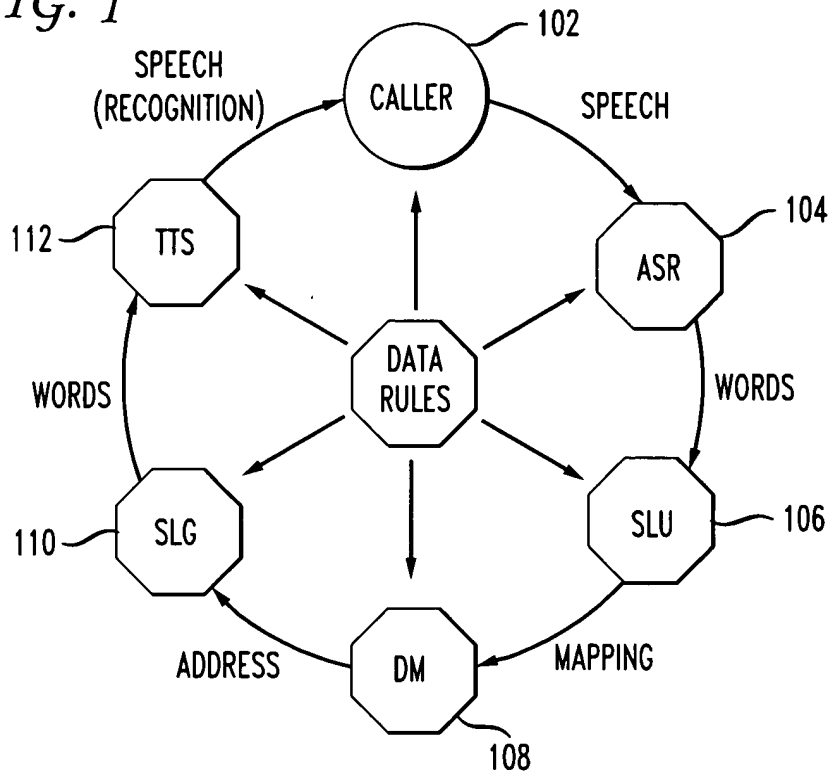 FIG. 1
102
SPEECH
(RECOGNITION)
CALLER
SPEECH
112
TTS
104
ASR
DATA
RULES
WORDS
WORDS
110
SLG
SLU
106
ADDRESS
DM
MAPPING
108